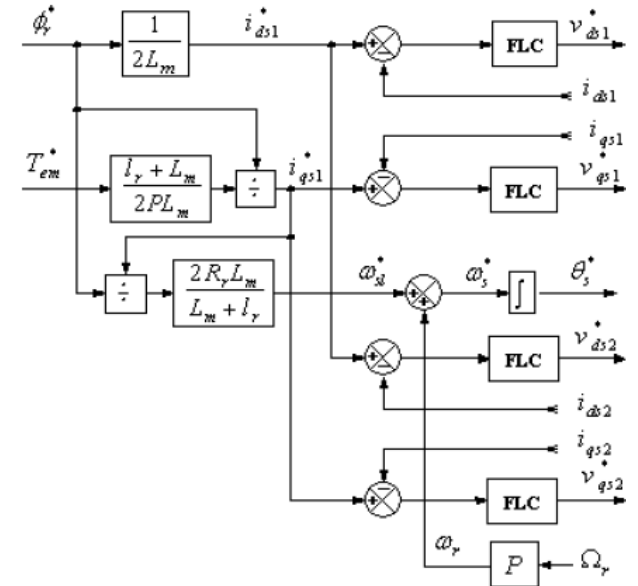 ϕr* 1/2Lm ids1* + − FLC vds1*
ids1
iqs1
Tem* lr + Lm/2PLm ÷ iqs1* + − FLC vqs1*
÷ 2RrLm/Lm + lr ωsl* + + ωs* ∫ θs*
+ − FLC vds2*
ids2
iqs2
+ − FLC vqs2*
ωr P Ωr